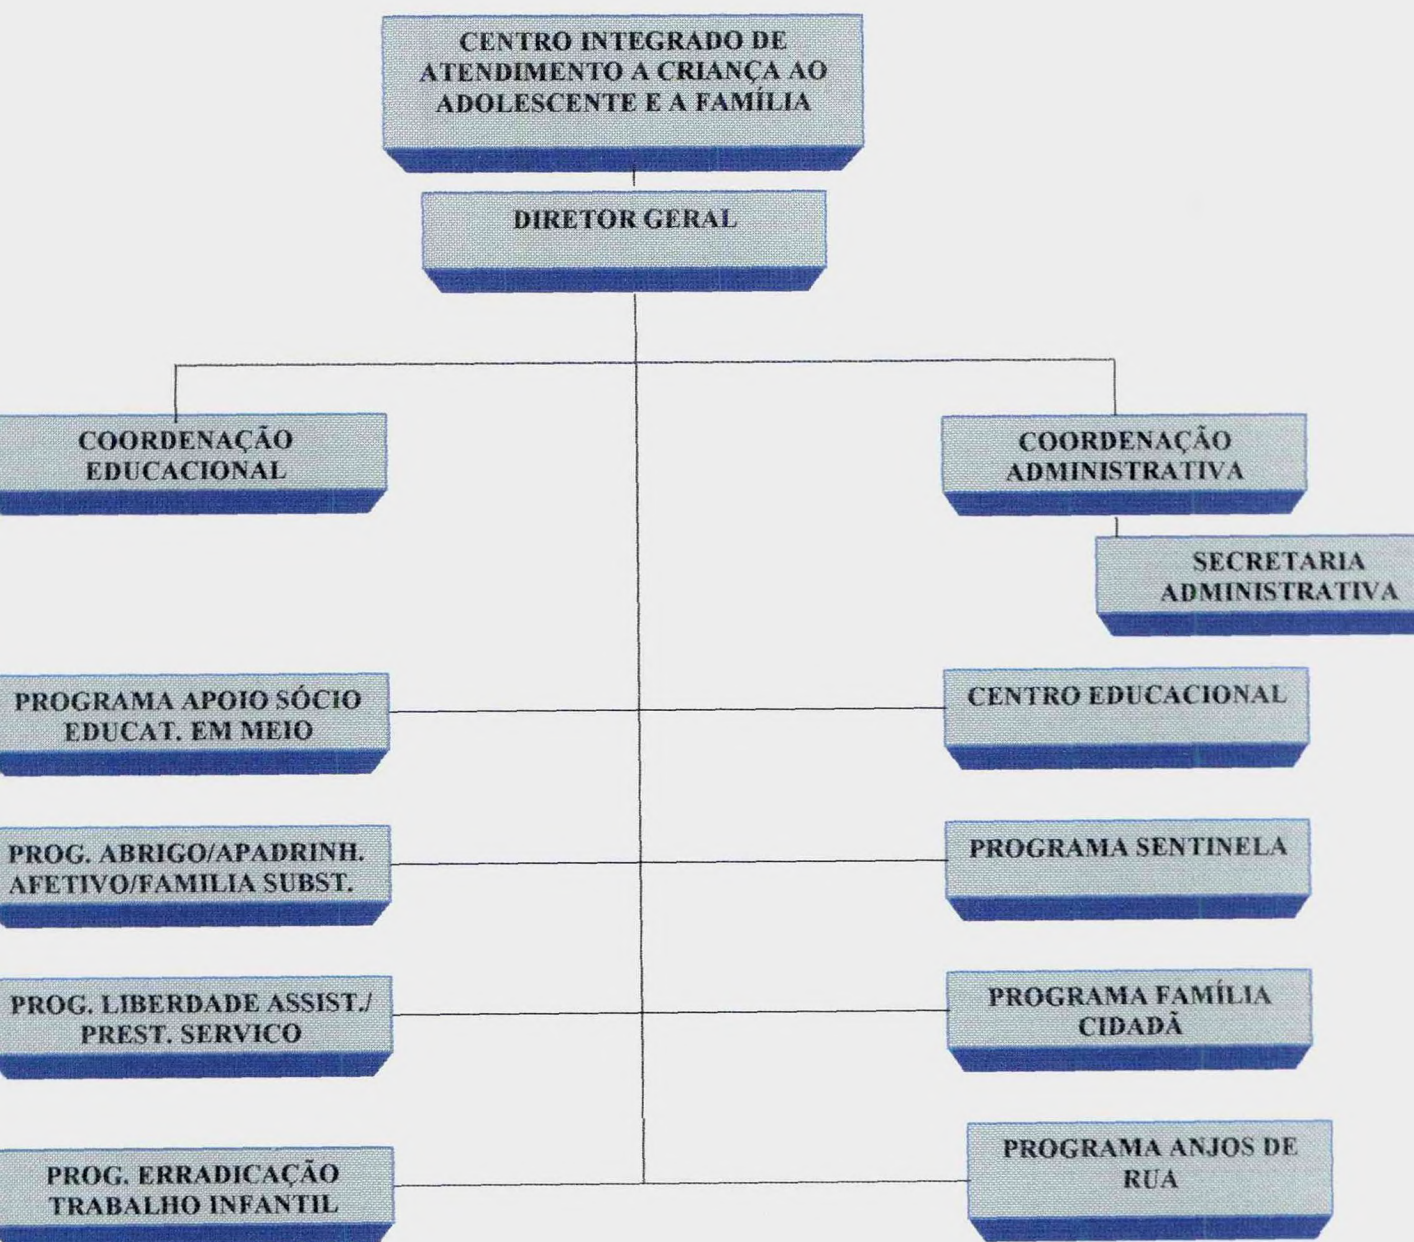 CENTRO INTEGRADO DE
ATENDIMENTO A CRIANÇA AO
ADOLESCENTE E A FAMÍLIA
DIRETOR GERAL
COORDENAÇÃO
EDUCACIONAL
COORDENAÇÃO
ADMINISTRATIVA
SECRETARIA
ADMINISTRATIVA
PROGRAMA APOIO SÓCIO
EDUCAT. EM MEIO
CENTRO EDUCACIONAL
PROG. ABRIGO/APADRINH.
AFETIVO/FAMILIA SUBST.
PROGRAMA SENTINELA
PROG. LIBERDADE ASSIST./
PREST. SERVICO
PROGRAMA FAMÍLIA
CIDADÃ
PROG. ERRADICAÇÃO
TRABALHO INFANTIL
PROGRAMA ANJOS DE
RUA